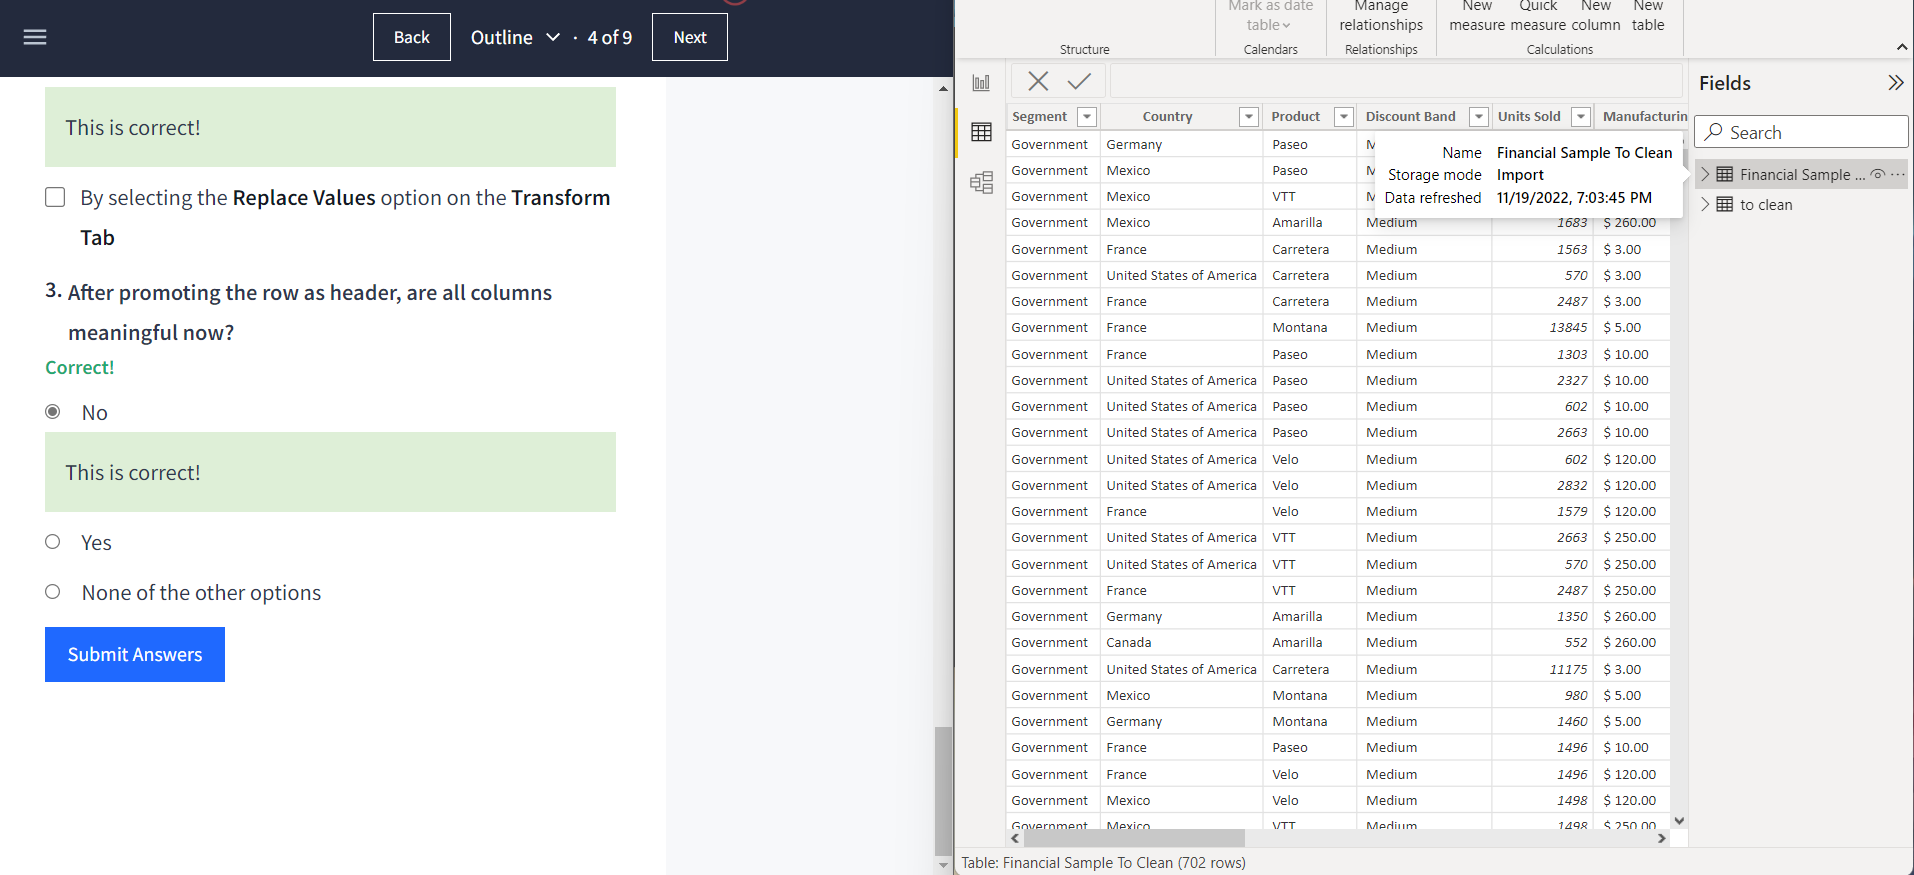 Back
Outline
· 4 of 9
Next
This is correct!
By selecting the Replace Values option on the Transform
Tab
3. After promoting the row as header, are all columns
meaningful now?
Correct!
No
This is correct!
Yes
None of the other options
Submit Answers
Mark as date
table
Manage
relationships
New
measure
Quick
measure
New
column
New
table
Structure
Calendars
Relationships
Calculations
Segment Country Product Discount Band Units Sold Manufacturin
Government Germany Paseo
Government Mexico Paseo
Government Mexico VTT
Government Mexico Amarilla Medium 1683 $ 260.00
Government France Carretera Medium 1563 $ 3.00
Government United States of America Carretera Medium 570 $ 3.00
Government France Carretera Medium 2487 $ 3.00
Government France Montana Medium 13845 $ 5.00
Government France Paseo Medium 1303 $ 10.00
Government United States of America Paseo Medium 2327 $ 10.00
Government United States of America Paseo Medium 602 $ 10.00
Government United States of America Paseo Medium 2663 $ 10.00
Government United States of America Velo Medium 602 $ 120.00
Government United States of America Velo Medium 2832 $ 120.00
Government France Velo Medium 1579 $ 120.00
Government United States of America VTT Medium 2663 $ 250.00
Government United States of America VTT Medium 570 $ 250.00
Government France VTT Medium 2487 $ 250.00
Government Germany Amarilla Medium 1350 $ 260.00
Government Canada Amarilla Medium 552 $ 260.00
Government United States of America Carretera Medium 11175 $ 3.00
Government Mexico Montana Medium 980 $ 5.00
Government Germany Montana Medium 1460 $ 5.00
Government France Paseo Medium 1496 $ 10.00
Government France Velo Medium 1496 $ 120.00
Government Mexico Velo Medium 1498 $ 120.00
Government Mexico VTT Medium 1498 $ 250.00
Name Financial Sample To Clean
Storage mode Import
Data refreshed 11/19/2022, 7:03:45 PM
Table: Financial Sample To Clean (702 rows)
Fields
Search
Financial Sample ...
to clean